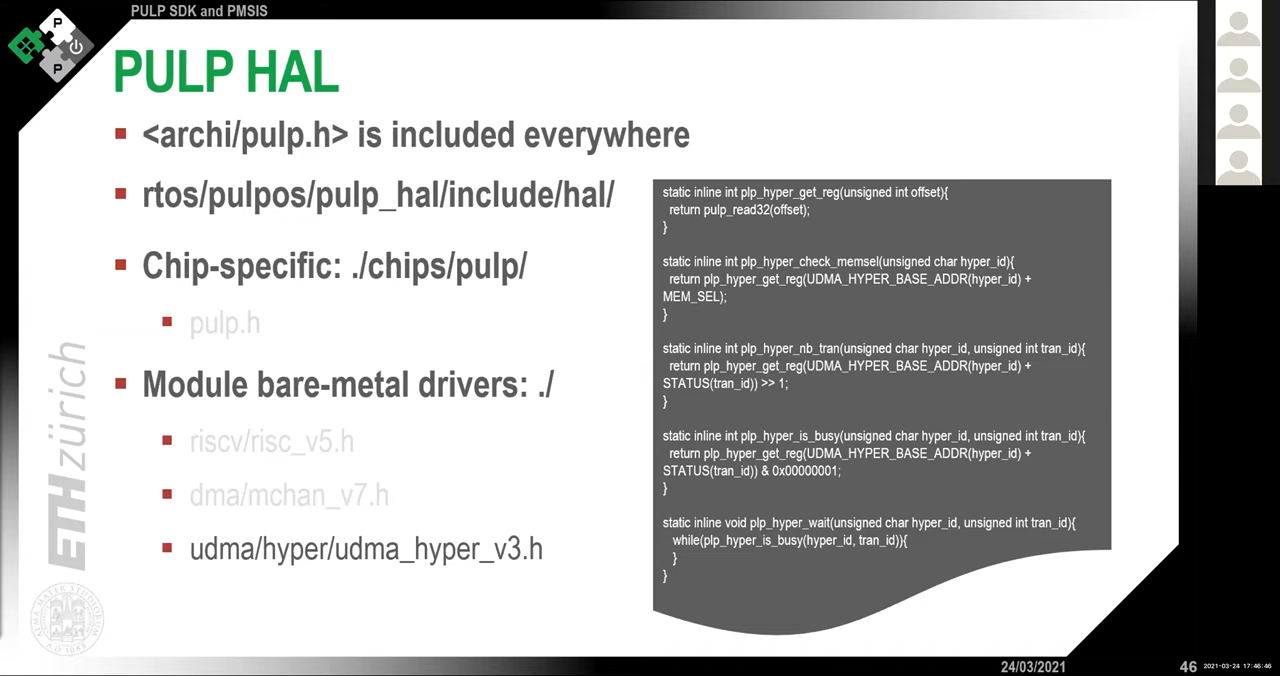 PULP SDK and PMSIS
P
P
PULP HAL
<archi/pulp.h> is included everywhere
rtos/pulpos/pulp_hal/include/hal/
Chip-specific: ./chips/pulp/
pulp.h
Module bare-metal drivers: ./
riscv/risc_v5.h
dma/mchan_v7.h
udma/hyper/udma_hyper_v3.h
static inline int plp_hyper_get_reg(unsigned int offset){
return pulp_read32(offset);
}
static inline int plp_hyper_check_memsel(unsigned char hyper_id){
return plp_hyper_get_reg(UDMA_HYPER_BASE_ADDR(hyper_id) +
MEM_SEL);
}
static inline int plp_hyper_nb_tran(unsigned char hyper_id, unsigned int tran_id){
return plp_hyper_get_reg(UDMA_HYPER_BASE_ADDR(hyper_id) +
STATUS(tran_id)) >> 1;
}
static inline int plp_hyper_is_busy(unsigned char hyper_id, unsigned int tran_id){
return plp_hyper_get_reg(UDMA_HYPER_BASE_ADDR(hyper_id) +
STATUS(tran_id)) & 0x00000001;
}
static inline void plp_hyper_wait(unsigned char hyper_id, unsigned int tran_id){
while(plp_hyper_is_busy(hyper_id, tran_id)){
}
}
ETH zürich
ALMA MATER STUDIORUM
A.D. 1088
24/03/2021
46
2021-03-24 17:46:46